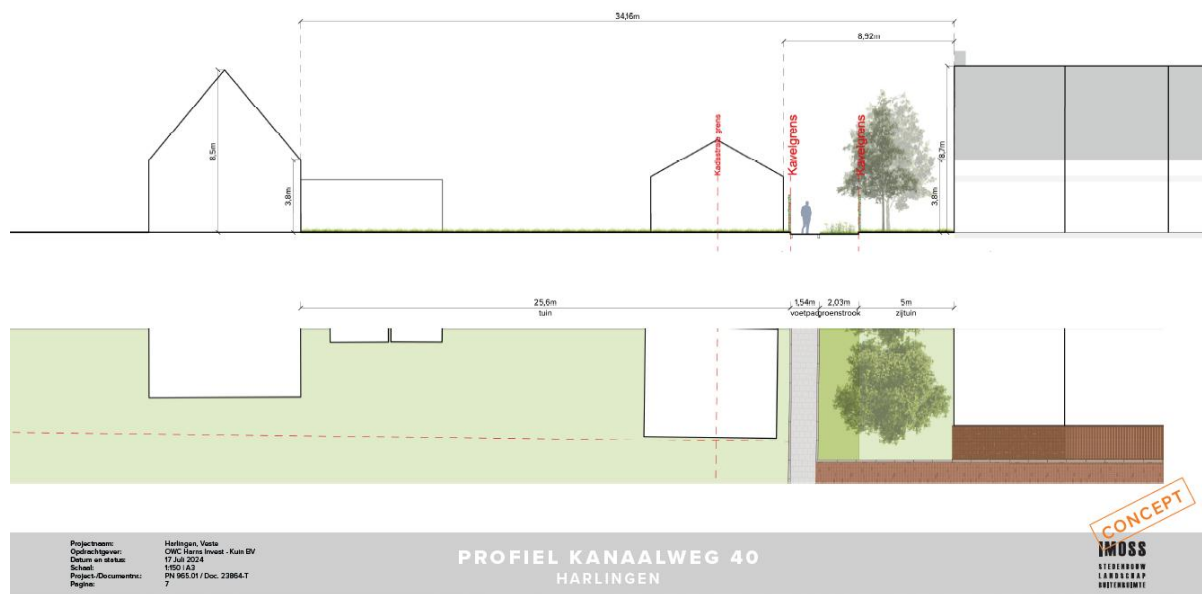 34,16m
8,92m
8,5m
3,8m
Kadastrale grens
Kavelgrens
Kavelgrens
8,7m
3,8m
25,6m
tuin
1,54m
voetpad
2,03m
groenstrook
5m
zijtuin
Projectnaam: Harlingen, Veste
Opdrachtgever: OWC Harns Invest - Kuin BV
Datum en status: 17 Juli 2024
Schaal: 1:150 | A3
Project-/Documentnr.: PN 965.01 / Doc. 23864-T
Pagina: 7
PROFIEL KANAALWEG 40
HARLINGEN
CONCEPT
IMOSS
STEDENBOUW
LANDSCHAP
BUITENRUIMTE